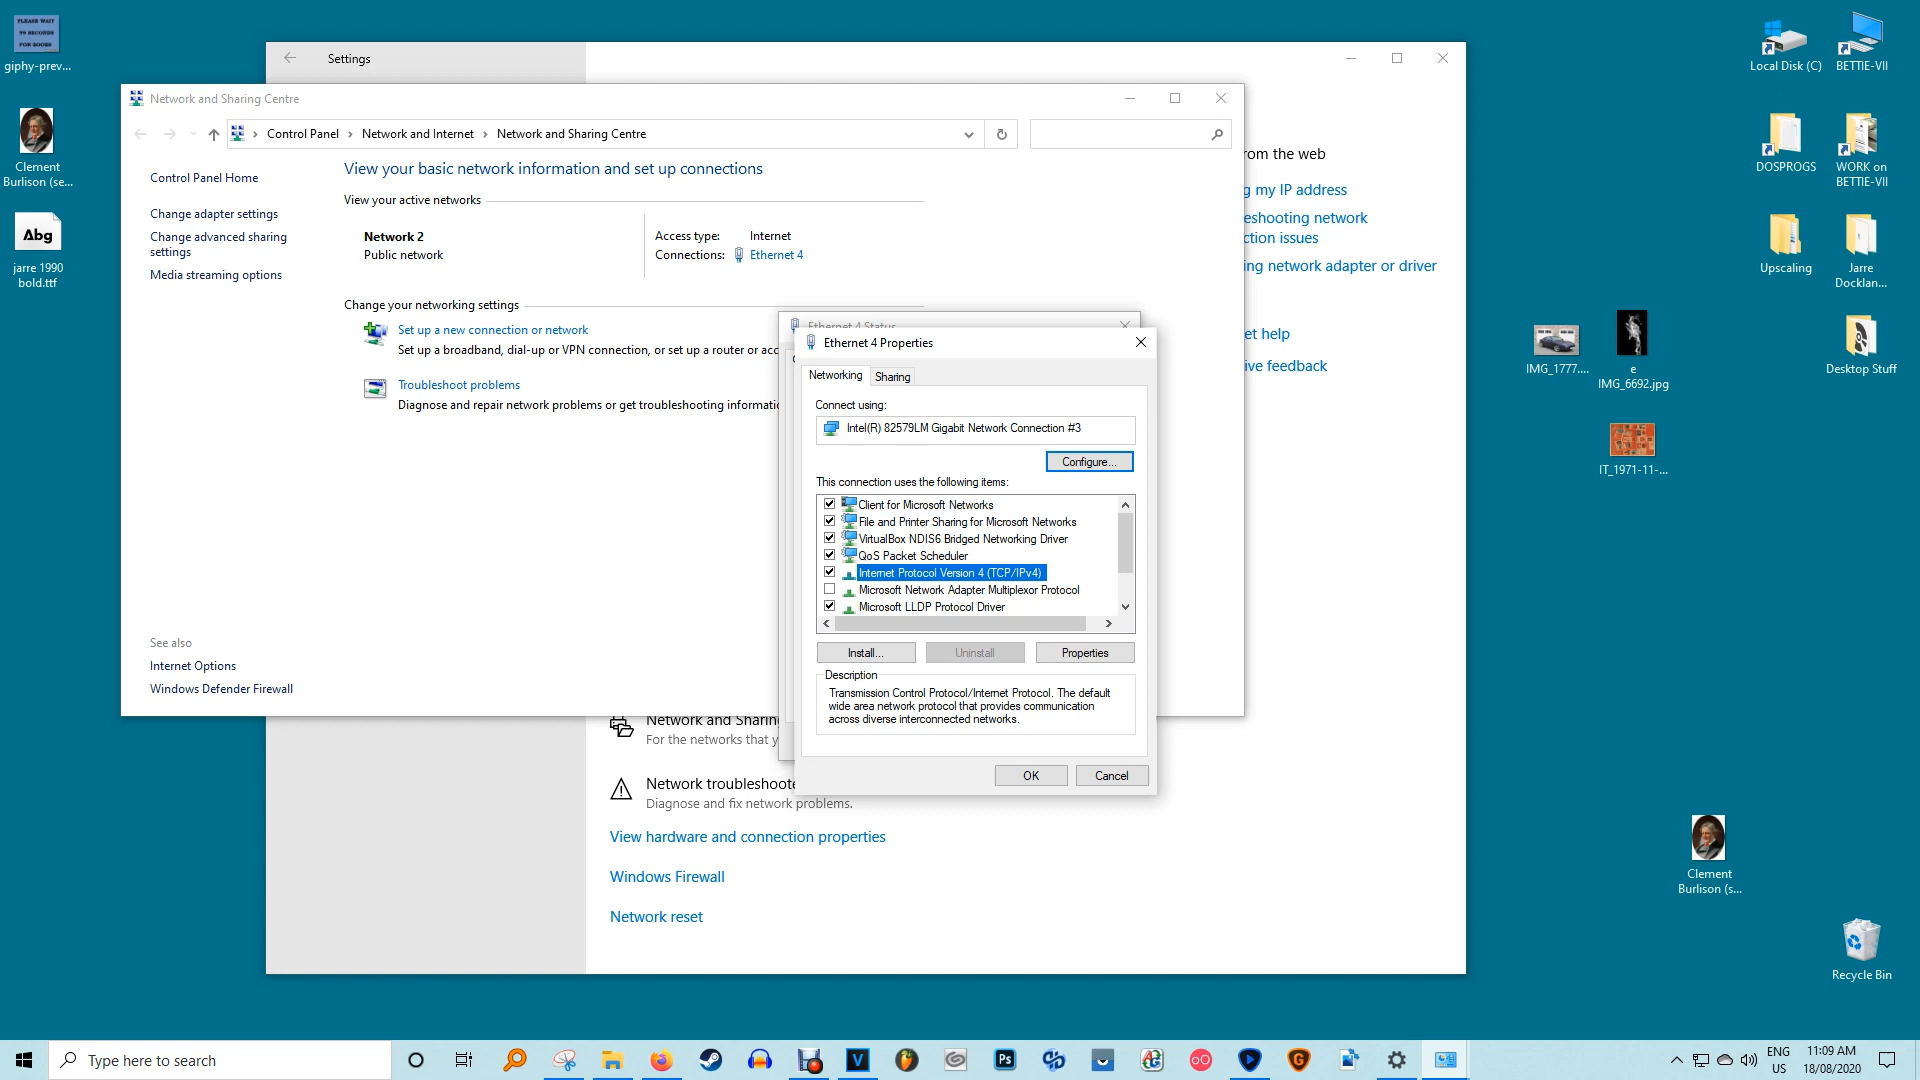 PLEASE WAIT
99 SECONDS
FOR BOOBS
giphy-prev...
Clement
Burlison (se...
Abg
jarre 1990
bold.ttf
Settings
Network and Sharing Centre
Control Panel
Network and Internet
Network and Sharing Centre
Control Panel Home
Change adapter settings
Change advanced sharing
settings
Media streaming options
See also
Internet Options
Windows Defender Firewall
View your basic network information and set up connections
View your active networks
Network 2
Public network
Access type: Internet
Connections: Ethernet 4
Change your networking settings
Set up a new connection or network
Set up a broadband, dial-up or VPN connection, or set up a router or acc
Troubleshoot problems
Diagnose and repair network problems or get troubleshooting informatio
Ethernet 4 Status
Ethernet 4 Properties
Networking
Sharing
Connect using:
Intel(R) 82579LM Gigabit Network Connection #3
Configure...
This connection uses the following items:
Client for Microsoft Networks
File and Printer Sharing for Microsoft Networks
VirtualBox NDIS6 Bridged Networking Driver
QoS Packet Scheduler
Internet Protocol Version 4 (TCP/IPv4)
Microsoft Network Adapter Multiplexor Protocol
Microsoft LLDP Protocol Driver
Install...
Uninstall
Properties
Description
Transmission Control Protocol/Internet Protocol. The default
wide area network protocol that provides communication
across diverse interconnected networks.
OK
Cancel
rom the web
g my IP address
eshooting network
ction issues
ing network adapter or driver
et help
ive feedback
Network and Sharin
For the networks that y
Network troubleshoote
Diagnose and fix network problems.
View hardware and connection properties
Windows Firewall
Network reset
Local Disk (C)
BETTIE-VII
DOSPROGS
WORK on
BETTIE-VII
Upscaling
Jarre
Docklan...
IMG_1777....
e
IMG_6692.jpg
Desktop Stuff
IT_1971-11-...
Clement
Burlison (s...
Recycle Bin
Type here to search
V
Ps
G
ENG
US
11:09 AM
18/08/2020